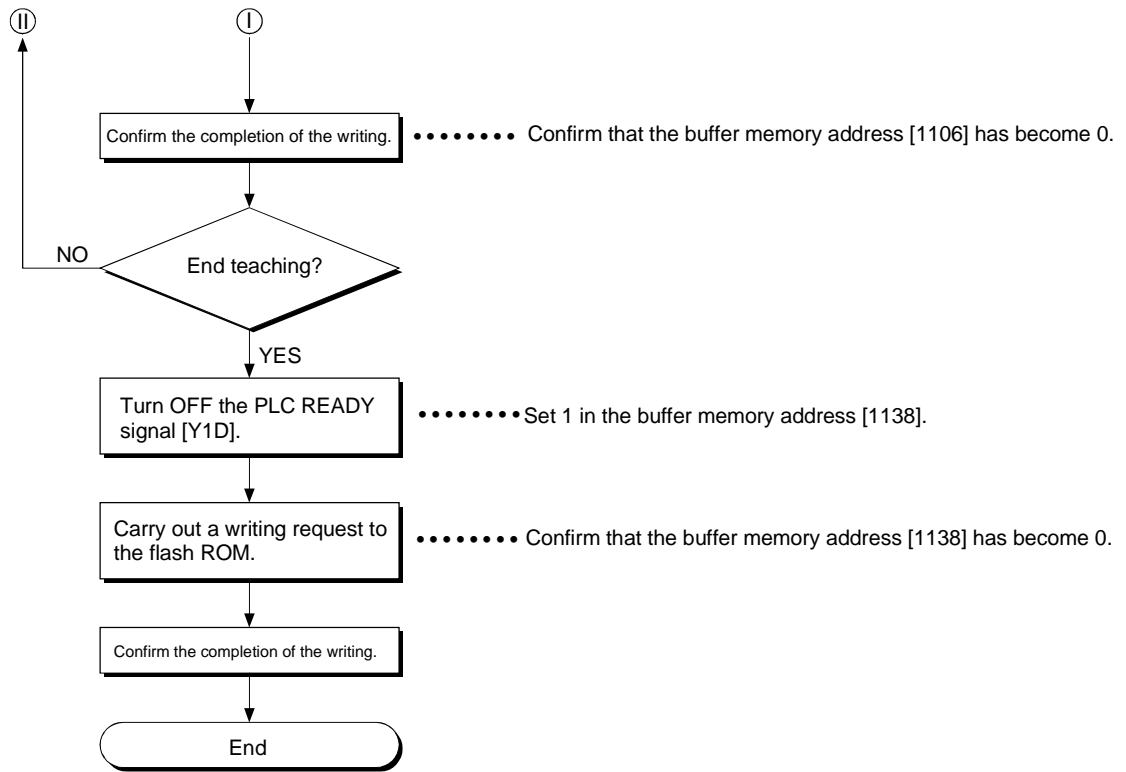 II
I
Confirm the completion of the writing.
Confirm that the buffer memory address [1106] has become 0.
NO
End teaching?
YES
Turn OFF the PLC READY
signal [Y1D].
Set 1 in the buffer memory address [1138].
Carry out a writing request to
the flash ROM.
Confirm that the buffer memory address [1138] has become 0.
Confirm the completion of the writing.
End